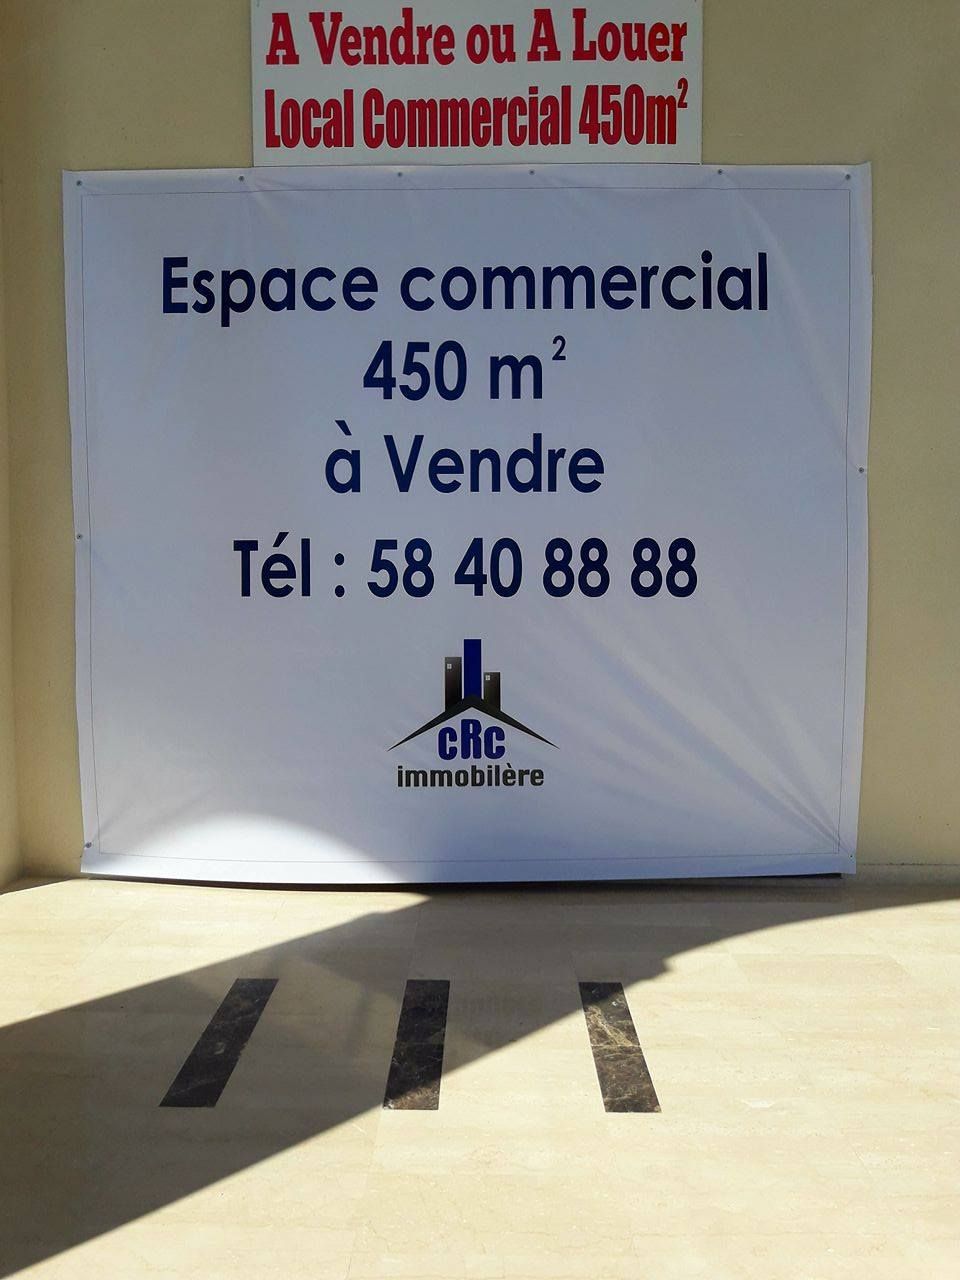 A Vendre ou A Louer
Local Commercial 450m²
Espace commercial
450 m²
à Vendre
Tél : 58 40 88 88
cRc
immobilère